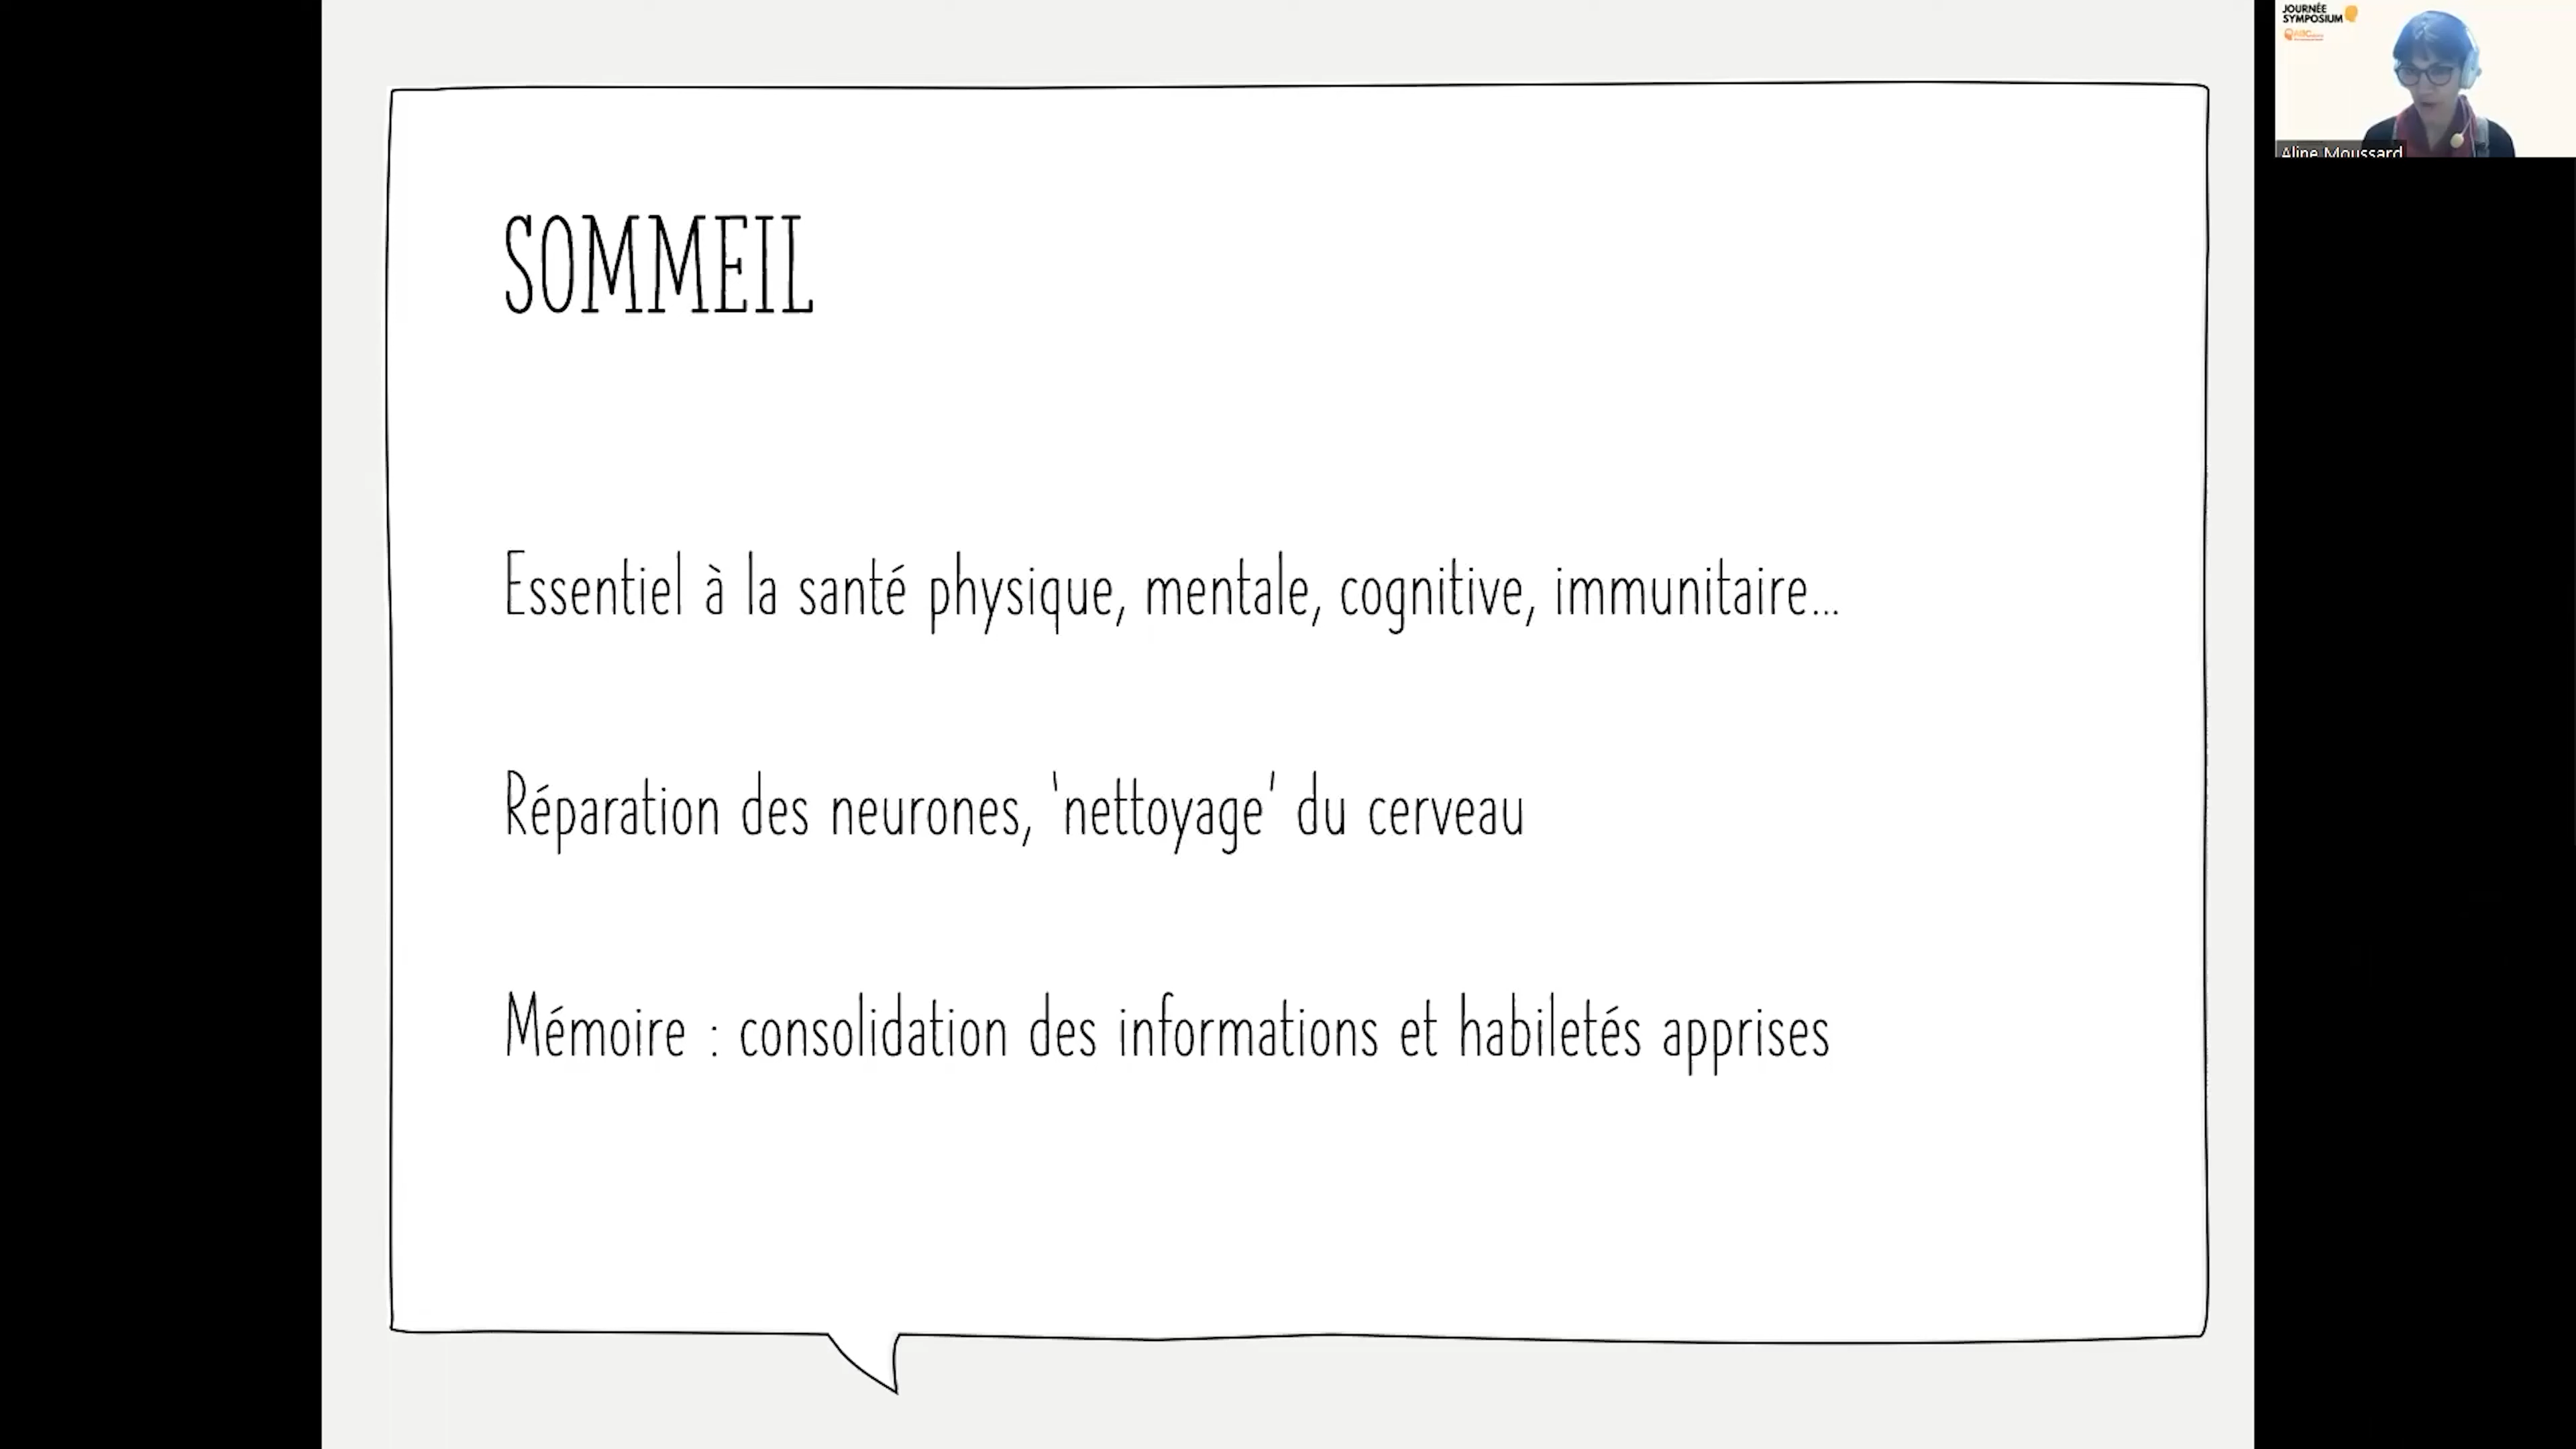 JOURNÉE
SYMPOSIUM
Aline Moussard
SOMMEIL
Essentiel à la santé physique, mentale, cognitive, immunitaire...
Réparation des neurones, 'nettoyage' du cerveau
Mémoire : consolidation des informations et habiletés apprises